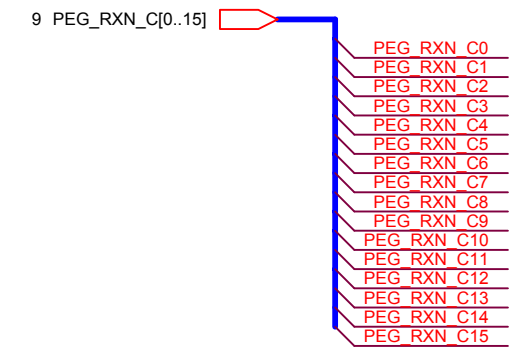 9 PEG_RXN_C[0..15]
PEG_RXN_C0
PEG_RXN_C1
PEG_RXN_C2
PEG_RXN_C3
PEG_RXN_C4
PEG_RXN_C5
PEG_RXN_C6
PEG_RXN_C7
PEG_RXN_C8
PEG_RXN_C9
PEG_RXN_C10
PEG_RXN_C11
PEG_RXN_C12
PEG_RXN_C13
PEG_RXN_C14
PEG_RXN_C15